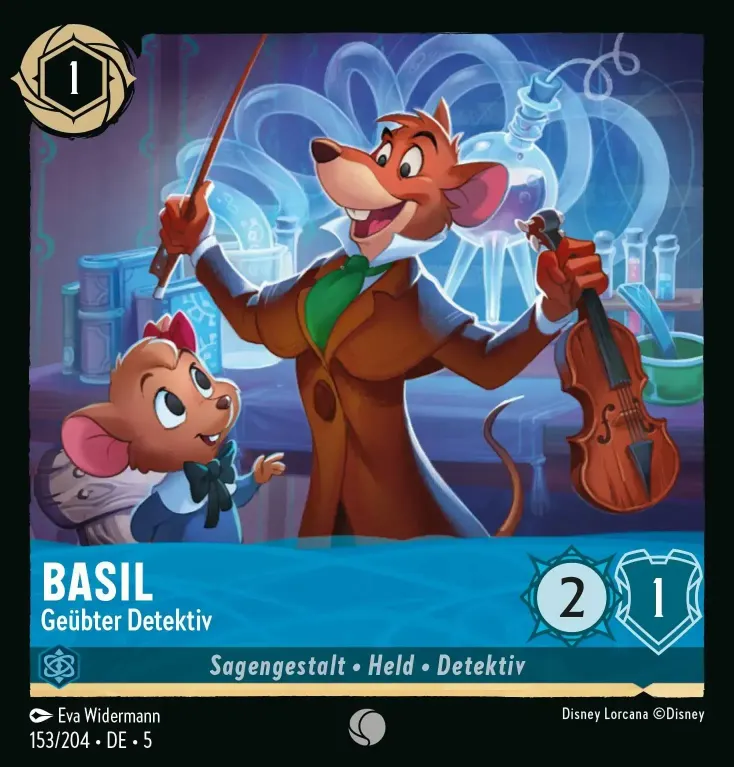 1
BASIL
Geübter Detektiv
2
1
Sagengestalt • Held • Detektiv
Eva Widermann
Disney Lorcana ©Disney
153/204 • DE • 5